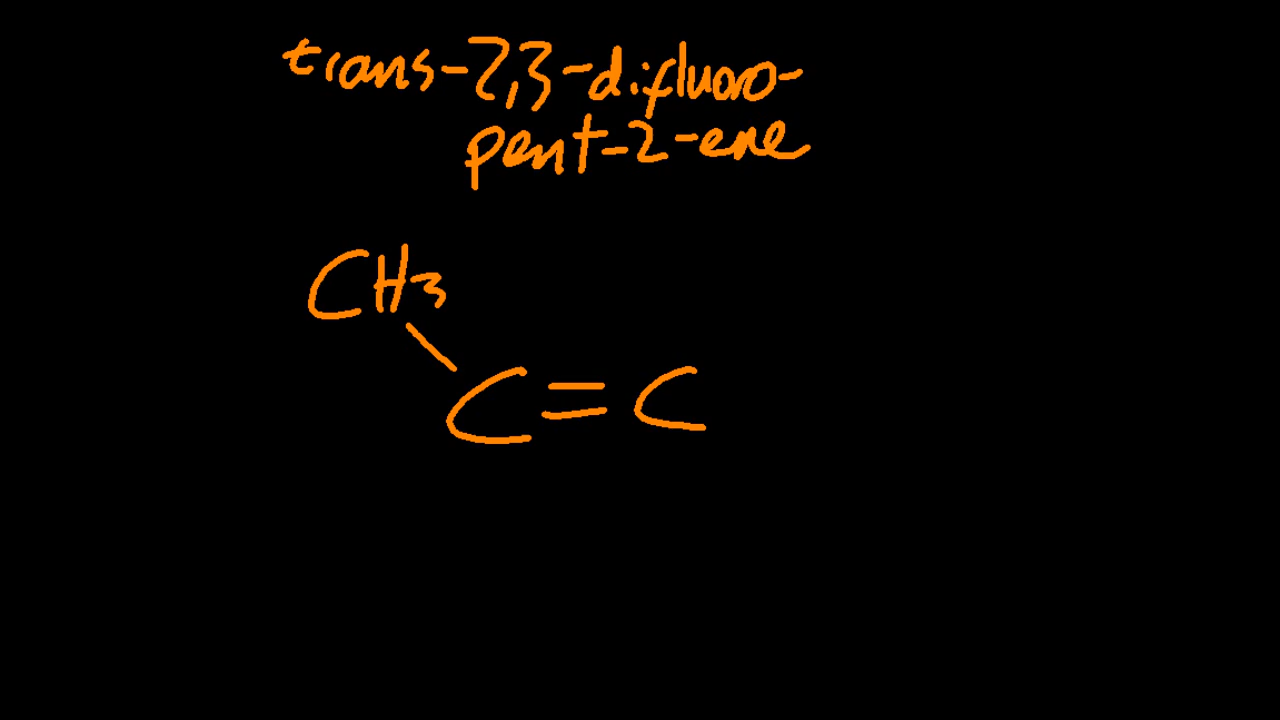 trans-2,3-difluoro-
pent-2-ene
CH3
C=C